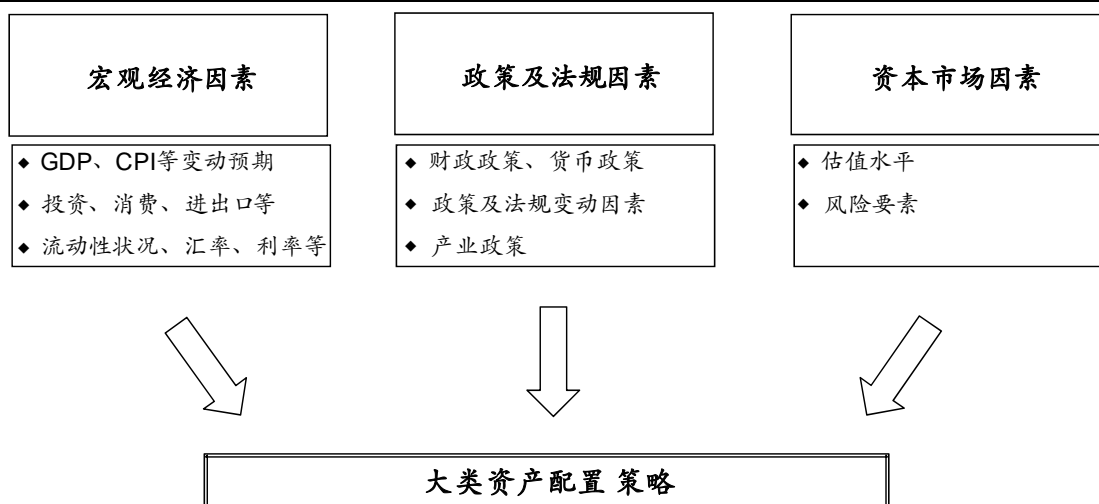 宏观经济因素
◆ GDP、CPI等变动预期
◆ 投资、消费、进出口等
◆ 流动性状况、汇率、利率等
政策及法规因素
◆ 财政政策、货币政策
◆ 政策及法规变动因素
◆ 产业政策
资本市场因素
◆ 估值水平
◆ 风险要素
大类资产配置 策略